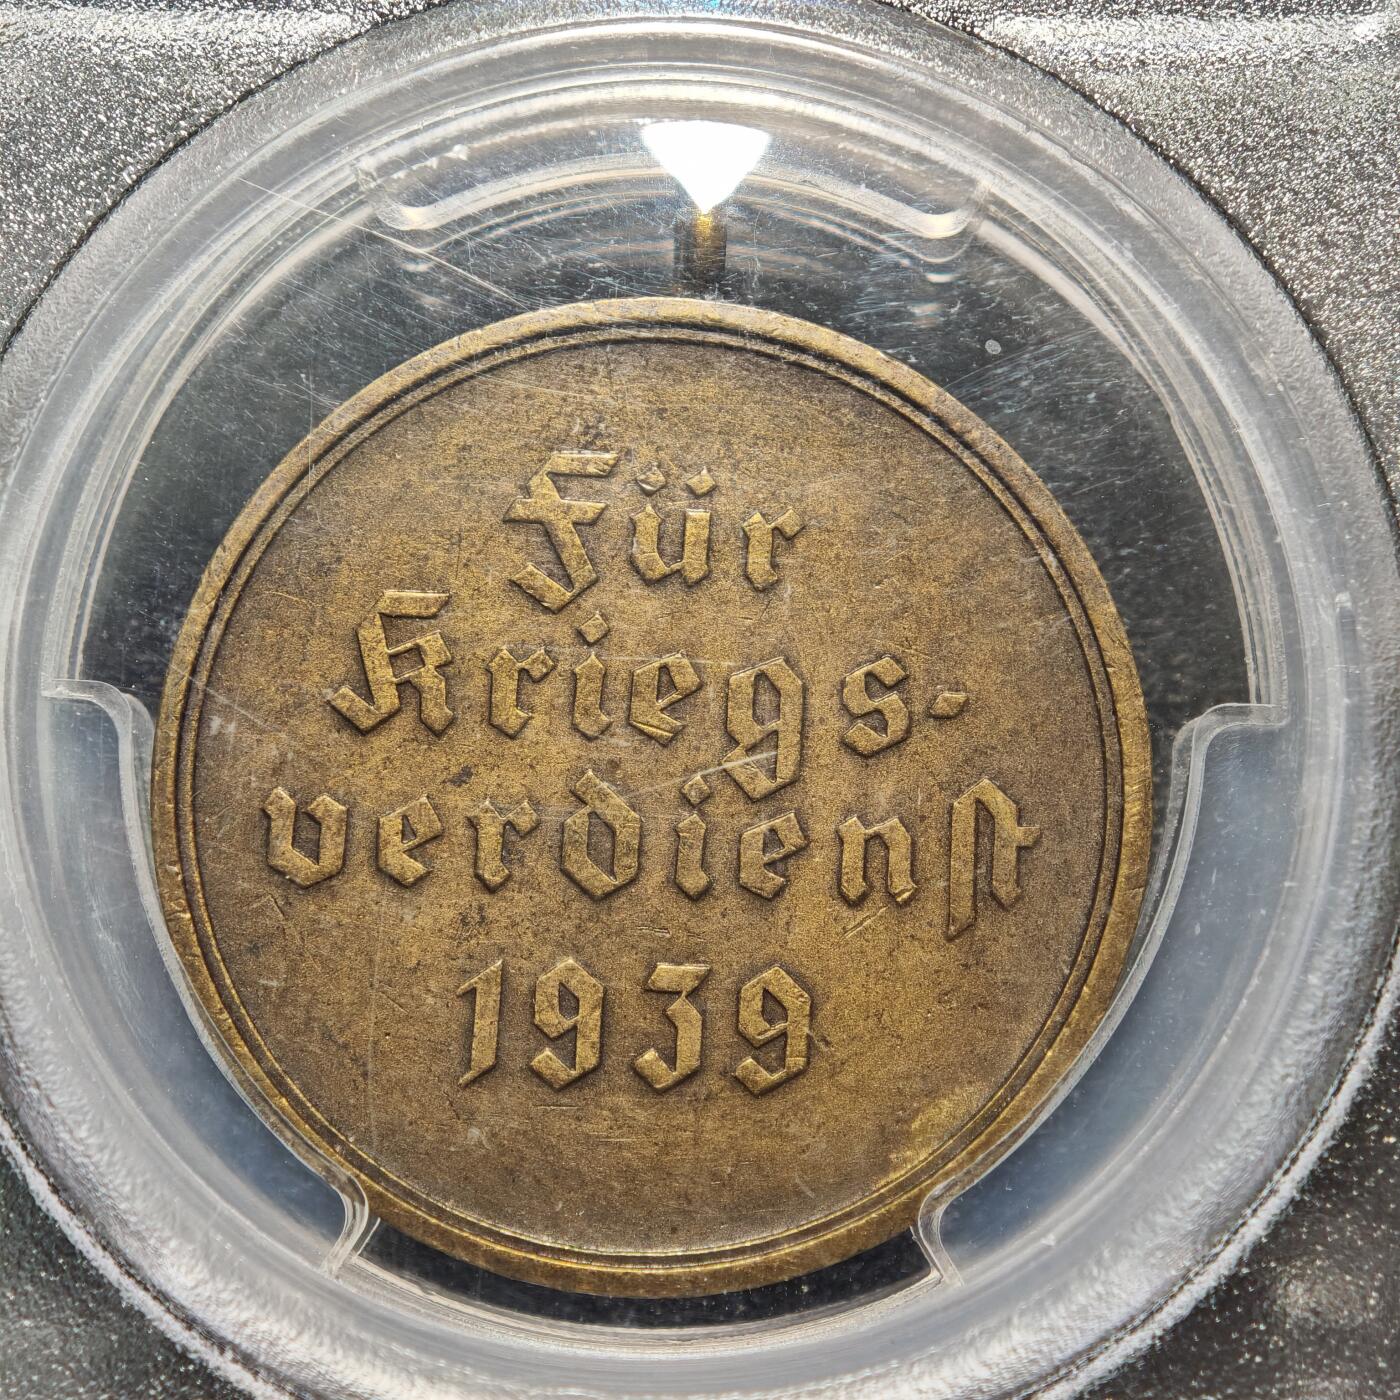 Für
Kriegs-
verdienst
1939